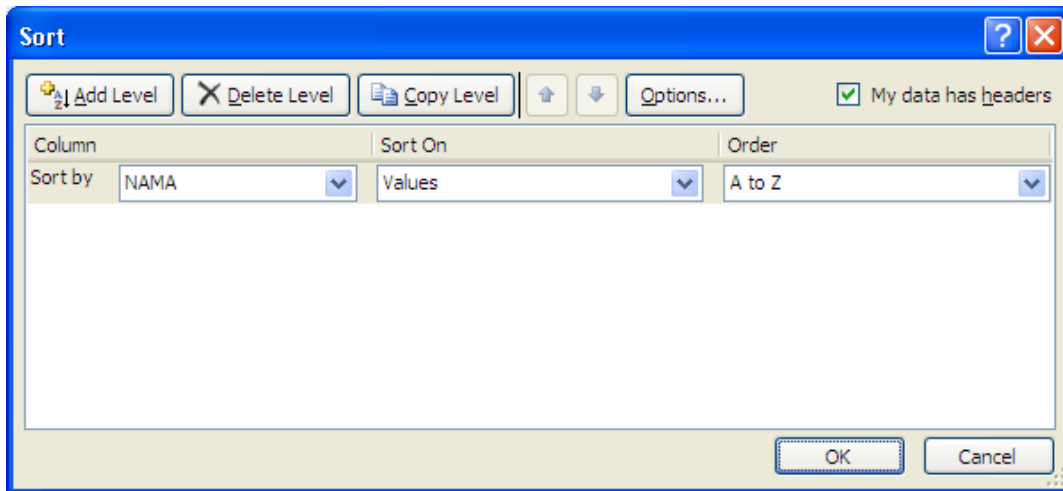 Sort
Add Level Delete Level Copy Level Options... My data has headers
Column Sort On Order
Sort by NAMA Values A to Z
OK Cancel